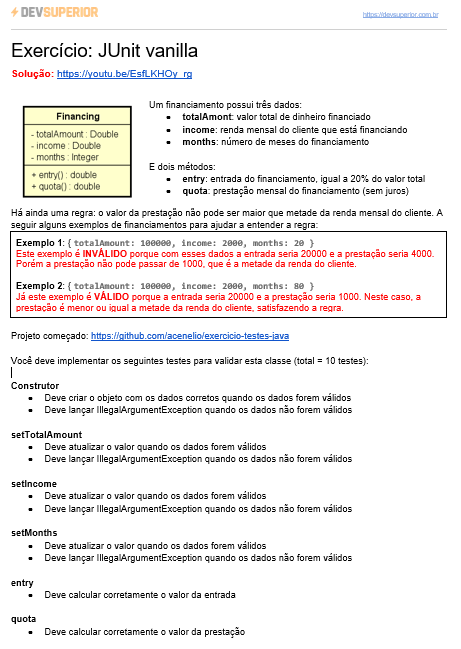 DEVSUPERIOR
https://devsuperior.com.br
Exercício: JUnit vanilla
Solução: https://youtu.be/EsfLKHOy_rg
Financing
- totalAmount : Double
- income : Double
- months : Integer
+ entry() : double
+ quota() : double
Um financiamento possui três dados:
• totalAmont: valor total de dinheiro financiado
• income: renda mensal do cliente que está financiando
• months: número de meses do financiamento
E dois métodos:
• entry: entrada do financiamento, igual a 20% do valor total
• quota: prestação mensal do financiamento (sem juros)
Há ainda uma regra: o valor da prestação não pode ser maior que metade da renda mensal do cliente. A
seguir alguns exemplos de financiamentos para ajudar a entender a regra:
Exemplo 1: { totalAmount: 100000, income: 2000, months: 20 }
Este exemplo é INVÁLIDO porque com esses dados a entrada seria 20000 e a prestação seria 4000.
Porém a prestação não pode passar de 1000, que é a metade da renda do cliente.
Exemplo 2: { totalAmount: 100000, income: 2000, months: 80 }
Já este exemplo é VÁLIDO porque a entrada seria 20000 e a prestação seria 1000. Neste caso, a
prestação é menor ou igual a metade da renda do cliente, satisfazendo a regra.
Projeto começado: https://github.com/acenelio/exercicio-testes-java
Você deve implementar os seguintes testes para validar esta classe (total = 10 testes):
Construtor
• Deve criar o objeto com os dados corretos quando os dados forem válidos
• Deve lançar IllegalArgumentException quando os dados não forem válidos
setTotalAmount
• Deve atualizar o valor quando os dados forem válidos
• Deve lançar IllegalArgumentException quando os dados não forem válidos
setIncome
• Deve atualizar o valor quando os dados forem válidos
• Deve lançar IllegalArgumentException quando os dados não forem válidos
setMonths
• Deve atualizar o valor quando os dados forem válidos
• Deve lançar IllegalArgumentException quando os dados não forem válidos
entry
• Deve calcular corretamente o valor da entrada
quota
• Deve calcular corretamente o valor da prestação